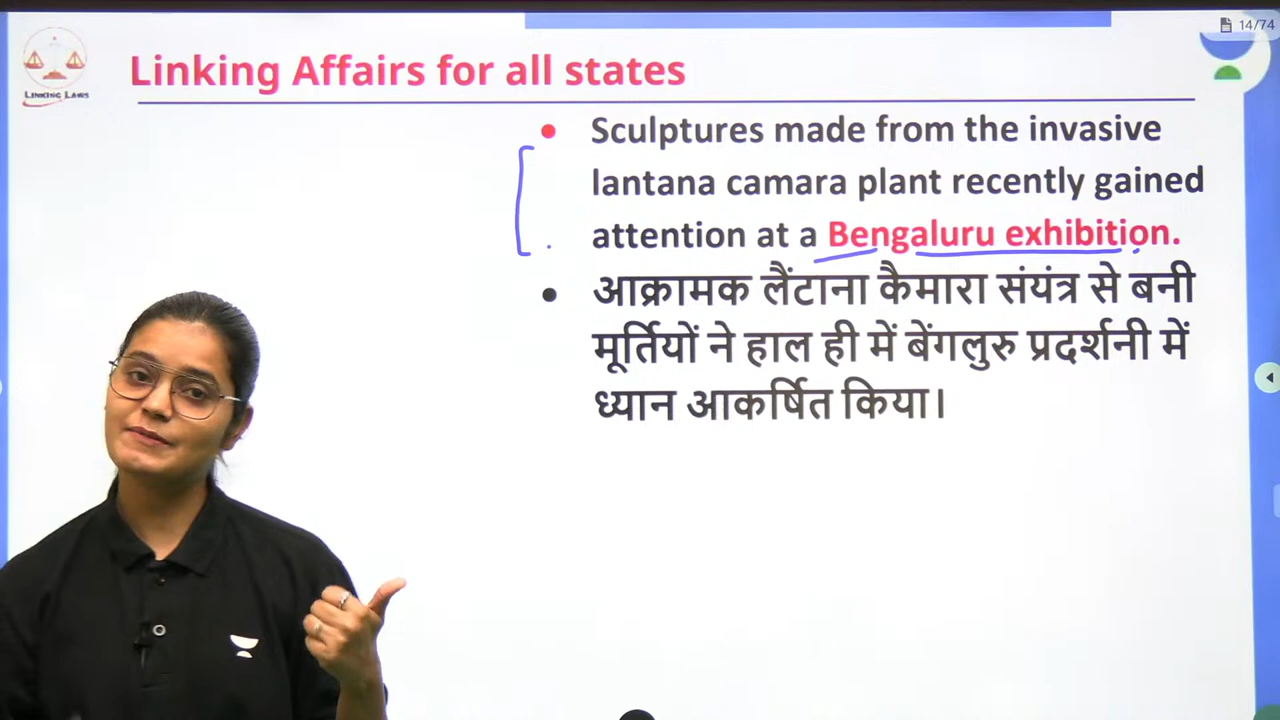 14/74
LINKING LAWS
Linking Affairs for all states
• Sculptures made from the invasive
lantana camara plant recently gained
attention at a Bengaluru exhibition.
• आक्रामक लैंटाना कैमारा संयंत्र से बनी
मूर्तियों ने हाल ही में बेंगलुरु प्रदर्शनी में
ध्यान आकर्षित किया।